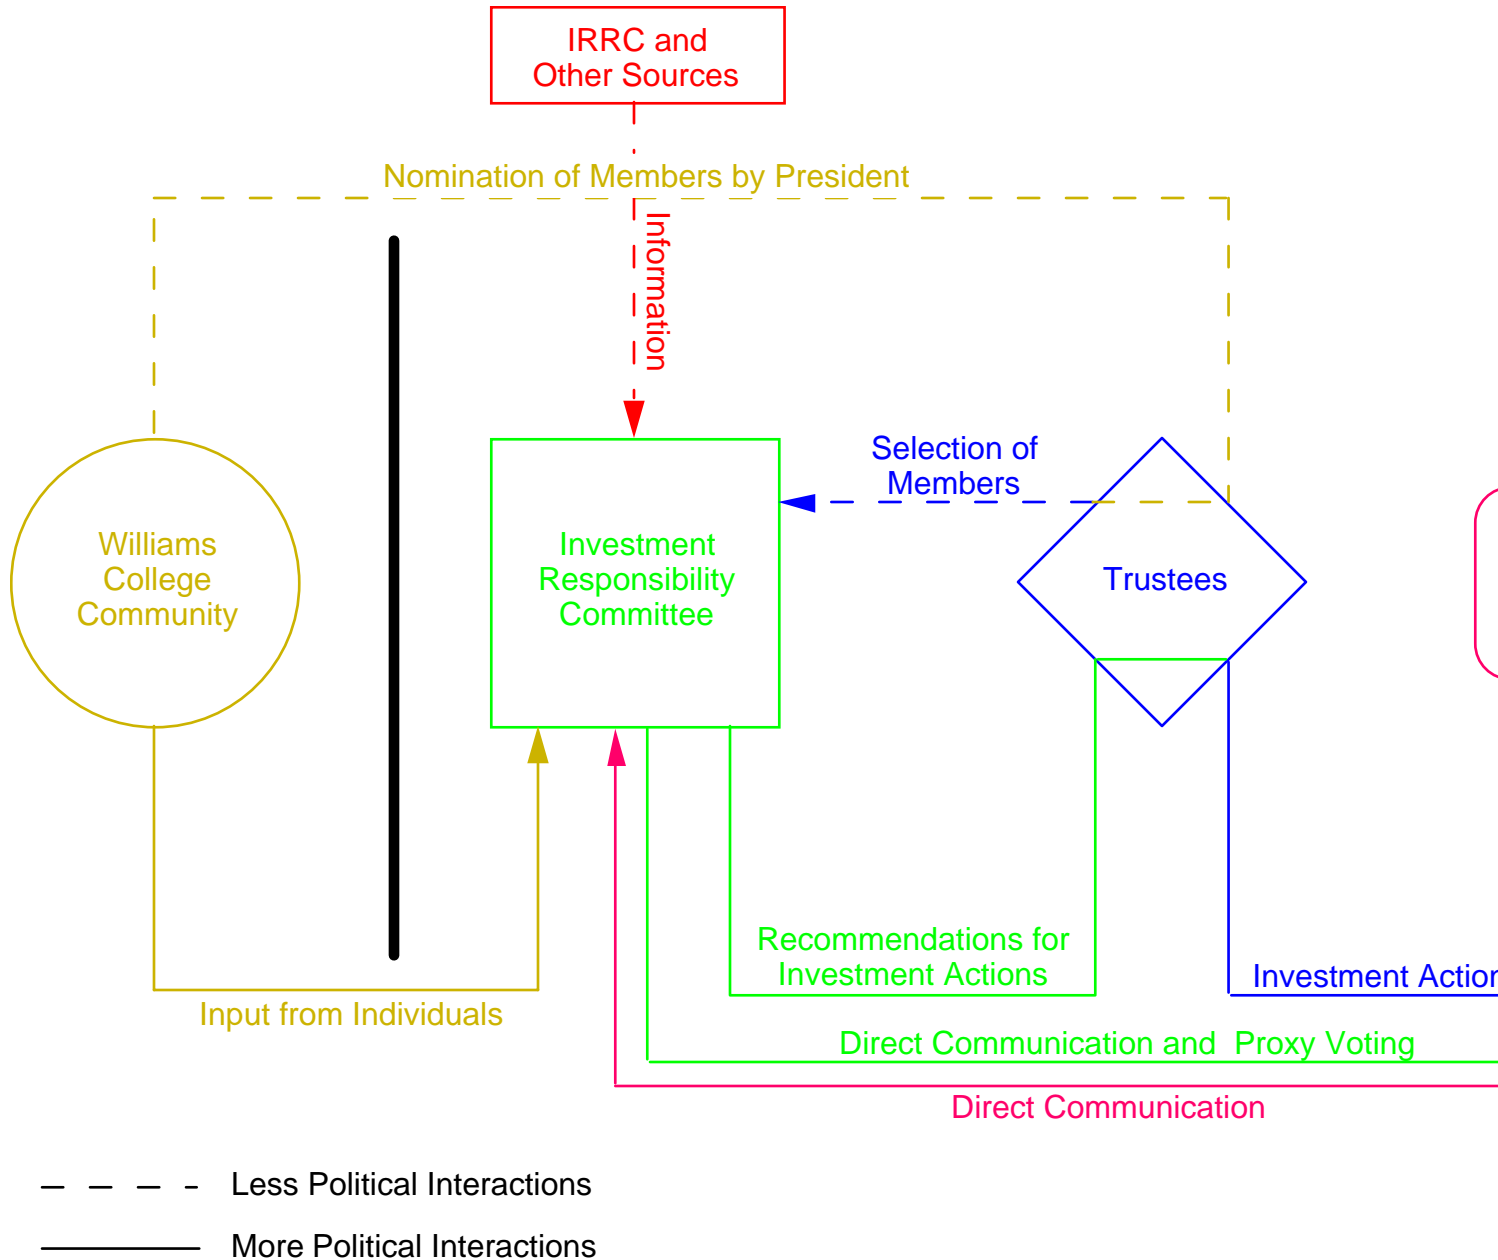 IRRC and
Other Sources
Nomination of Members by President
Information
Selection of
Members
Williams
College
Community
Investment
Responsibility
Committee
Trustees
Recommendations for
Investment Actions
Investment Action
Input from Individuals
Direct Communication and  Proxy Voting
Direct Communication
Less Political Interactions
More Political Interactions